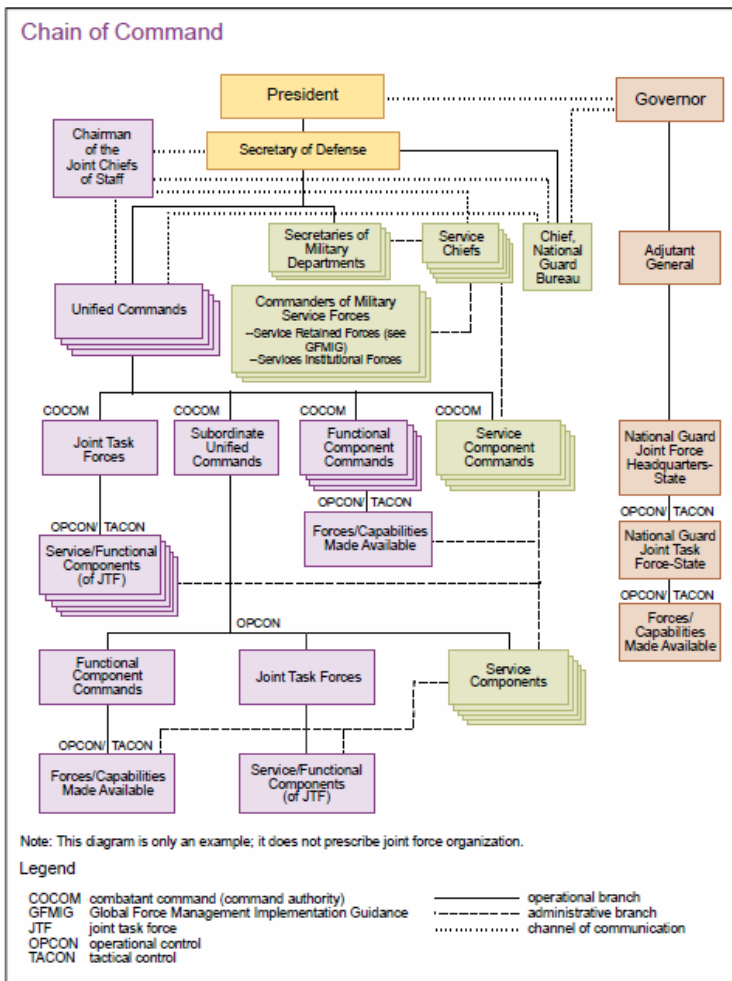 Chain of Command
President
Governor
Chairman
of the
Joint Chiefs
of Staff
Secretary of Defense
Secretaries of
Military
Departments
Service
Chiefs
Chief,
National
Guard
Bureau
Adjutant
General
Unified Commands
Commanders of Military
Service Forces
--Service Retained Forces (see
GFMIG)
--Services Institutional Forces
COCOM
COCOM
COCOM
COCOM
Joint Task
Forces
Subordinate
Unified
Commands
Functional
Component
Commands
Service
Component
Commands
National Guard
Joint Force
Headquarters-
State
OPCON/ TACON
OPCON/ TACON
OPCON/ TACON
Service/Functional
Components
(of JTF)
Forces/Capabilities
Made Available
National Guard
Joint Task
Force-State
OPCON/ TACON
Forces/
Capabilities
Made Available
OPCON
Functional
Component
Commands
Joint Task Forces
Service
Components
OPCON/ TACON
Forces/Capabilities
Made Available
Service/Functional
Components
(of JTF)
Note: This diagram is only an example; it does not prescribe joint force organization.
Legend
COCOM combatant command (command authority)
GFMIG Global Force Management Implementation Guidance
JTF joint task force
OPCON operational control
TACON tactical control
operational branch
administrative branch
channel of communication